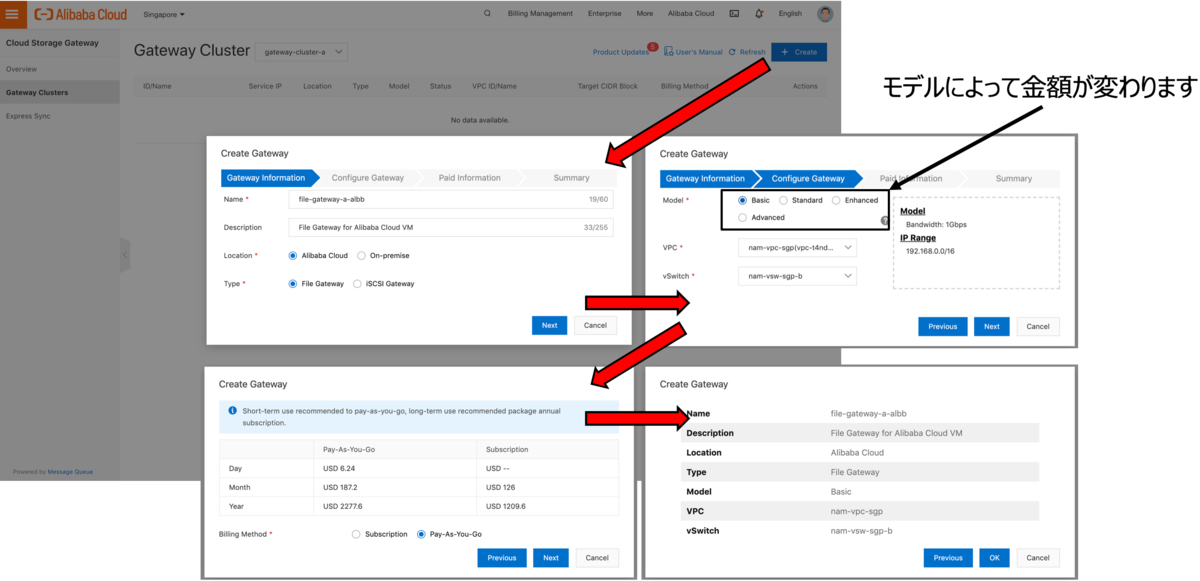 Alibaba Cloud
Singapore
Billing Management Enterprise More Alibaba Cloud English
Cloud Storage Gateway
Overview
Gateway Clusters
Express Sync
Powered by Message Queue
Gateway Cluster gateway-cluster-a
Product Updates 5 User's Manual Refresh + Create
ID/Name Service IP Location Type Model Status VPC ID/Name Target CIDR Block Billing Method Actions
No data available.
モデルによって金額が変わります
Create Gateway
Gateway Information Configure Gateway Paid Information Summary
Name * file-gateway-a-albb 19/60
Description File Gateway for Alibaba Cloud VM 33/255
Location * Alibaba Cloud On-premise
Type * File Gateway iSCSI Gateway
Next Cancel
Create Gateway
Gateway Information Configure Gateway Paid Information Summary
Model * Basic Standard Enhanced
Advanced ?
VPC * nam-vpc-sgp(vpc-t4nd...
vSwitch * nam-vsw-sgp-b
Model
Bandwidth: 1Gbps
IP Range
192.168.0.0/16
Previous Next Cancel
Create Gateway
Short-term use recommended to pay-as-you-go, long-term use recommended package annual
subscription.
Pay-As-You-Go Subscription
Day USD 6.24 USD --
Month USD 187.2 USD 126
Year USD 2277.6 USD 1209.6
Billing Method * Subscription Pay-As-You-Go
Previous Next Cancel
Create Gateway
Name file-gateway-a-albb
Description File Gateway for Alibaba Cloud VM
Location Alibaba Cloud
Type File Gateway
Model Basic
VPC nam-vpc-sgp
vSwitch nam-vsw-sgp-b
Previous OK Cancel